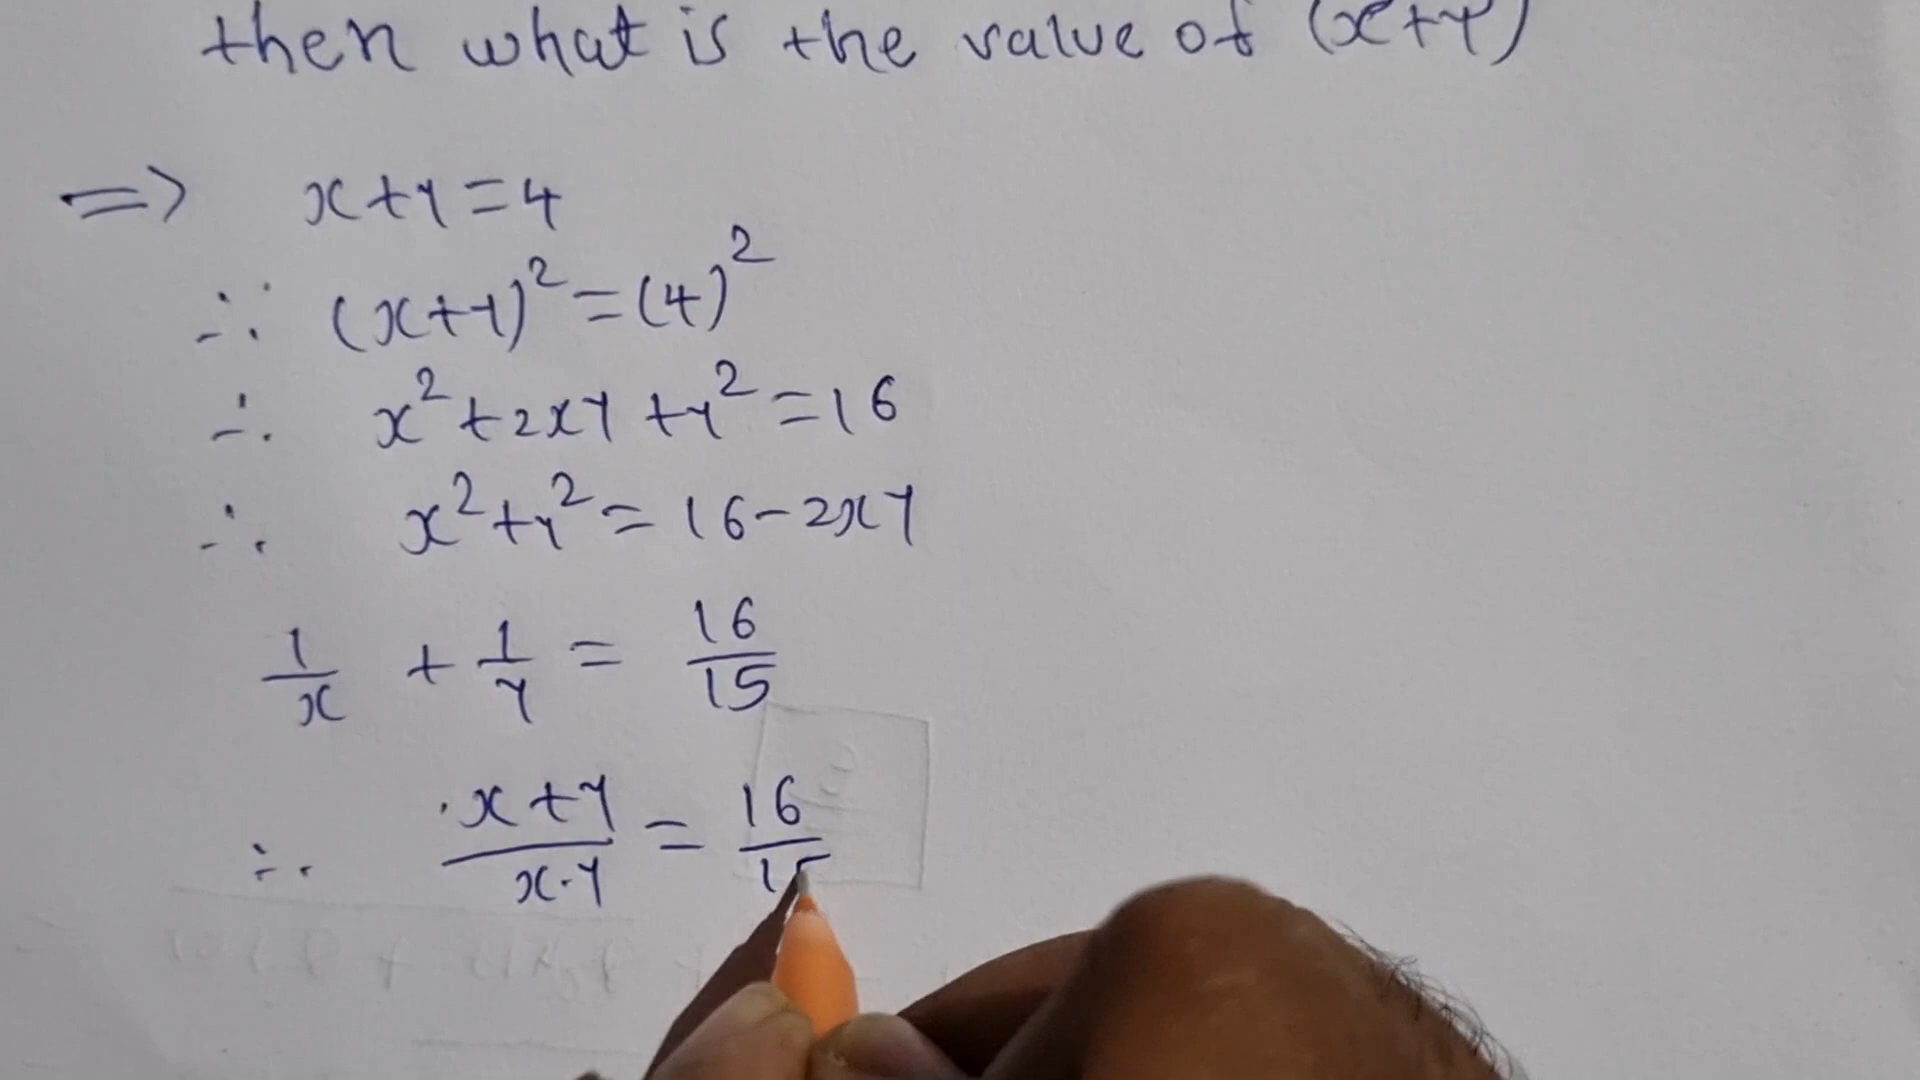 then what is the value of (x+y)
=> x+y=4
∴ (x+y)²=(4)²
∴ x²+2xy+y²=16
∴ x²+y²=16-2xy
1/x + 1/y = 16/15
∴ x+y/x.y = 16/15